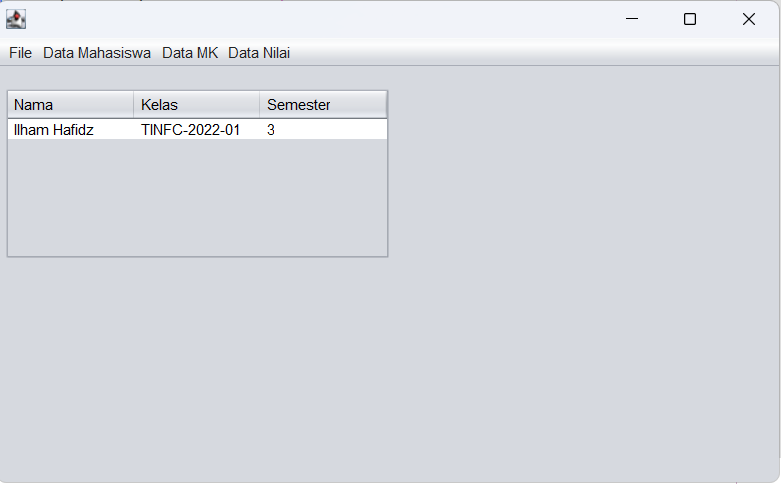 File Data Mahasiswa Data MK Data Nilai
Nama Kelas Semester
Ilham Hafidz TINFC-2022-01 3